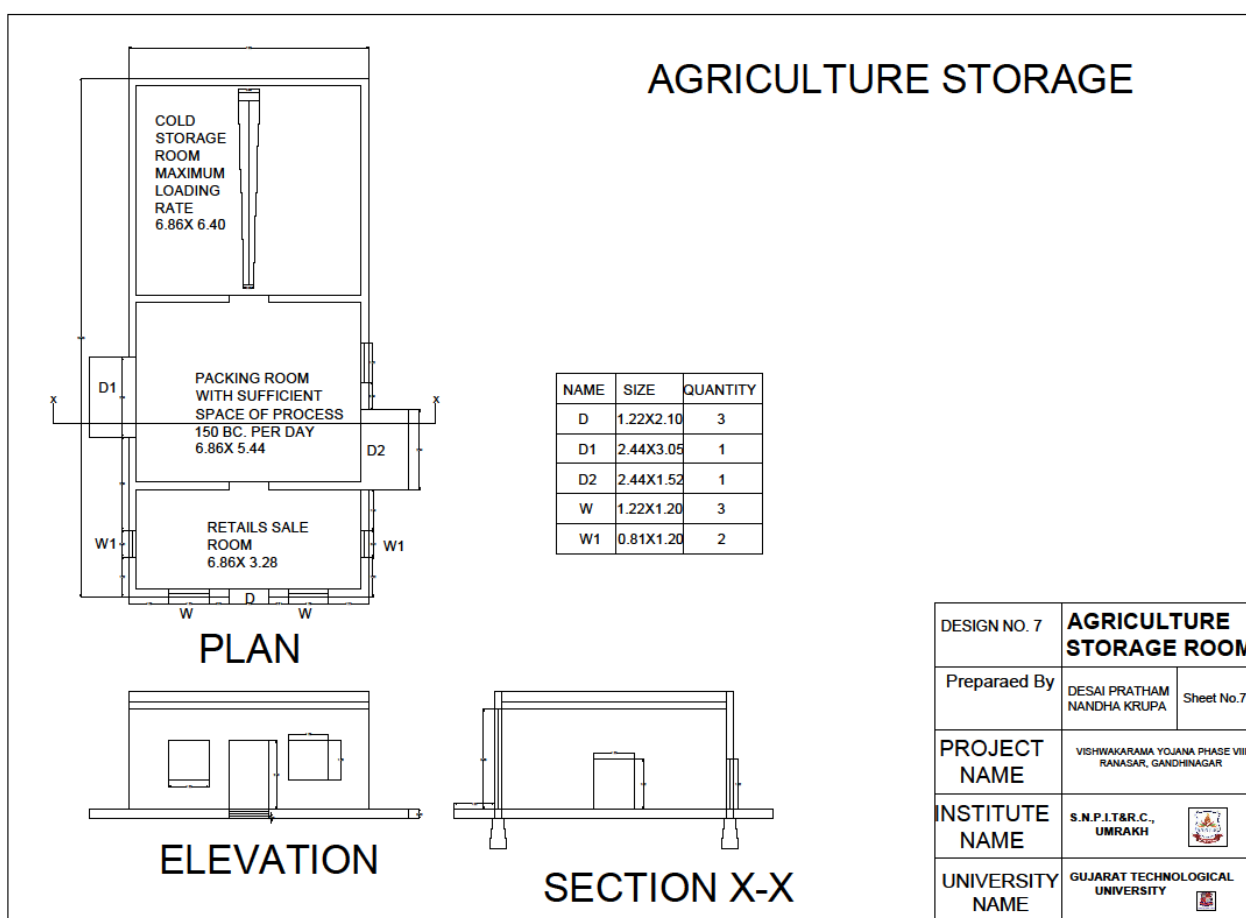 AGRICULTURE STORAGE
COLD
STORAGE
ROOM
MAXIMUM
LOADING
RATE
6.86X 6.40
D1
x
x
PACKING ROOM
WITH SUFFICIENT
SPACE OF PROCESS
150 BC. PER DAY
6.86X 5.44
D2
W1
RETAILS SALE
ROOM
6.86X 3.28
W1
W
D
W
PLAN
NAME SIZE QUANTITY
D 1.22X2.10 3
D1 2.44X3.05 1
D2 2.44X1.52 1
W 1.22X1.20 3
W1 0.81X1.20 2
ELEVATION
SECTION X-X
DESIGN NO. 7
AGRICULTURE
STORAGE ROOM
Preparaed By
DESAI PRATHAM
NANDHA KRUPA
Sheet No.7
PROJECT
NAME
VISHWAKARAMA YOJANA PHASE VIII
RANASAR, GANDHINAGAR
INSTITUTE
NAME
S.N.P.I.T&R.C.,
UMRAKH
UNIVERSITY
NAME
GUJARAT TECHNOLOGICAL
UNIVERSITY